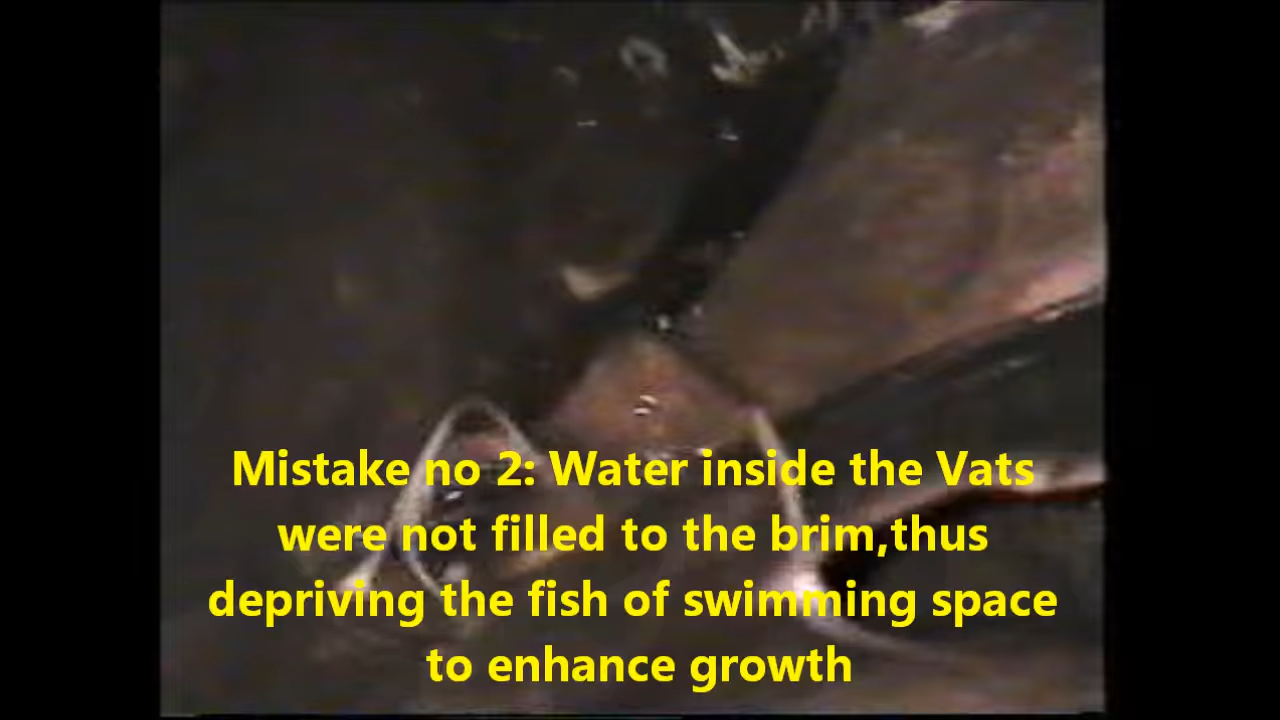 Mistake no 2: Water inside the Vats
were not filled to the brim,thus
depriving the fish of swimming space
to enhance growth